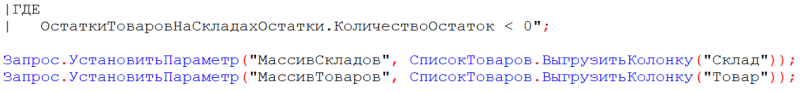 |ГДЕ
|   ОстаткиТоваровНаСкладахОстатки.КоличествоОстаток < 0";
Запрос.УстановитьПараметр("МассивСкладов", СписокТоваров.ВыгрузитьКолонку("Склад"));
Запрос.УстановитьПараметр("МассивТоваров", СписокТоваров.ВыгрузитьКолонку("Товар"));